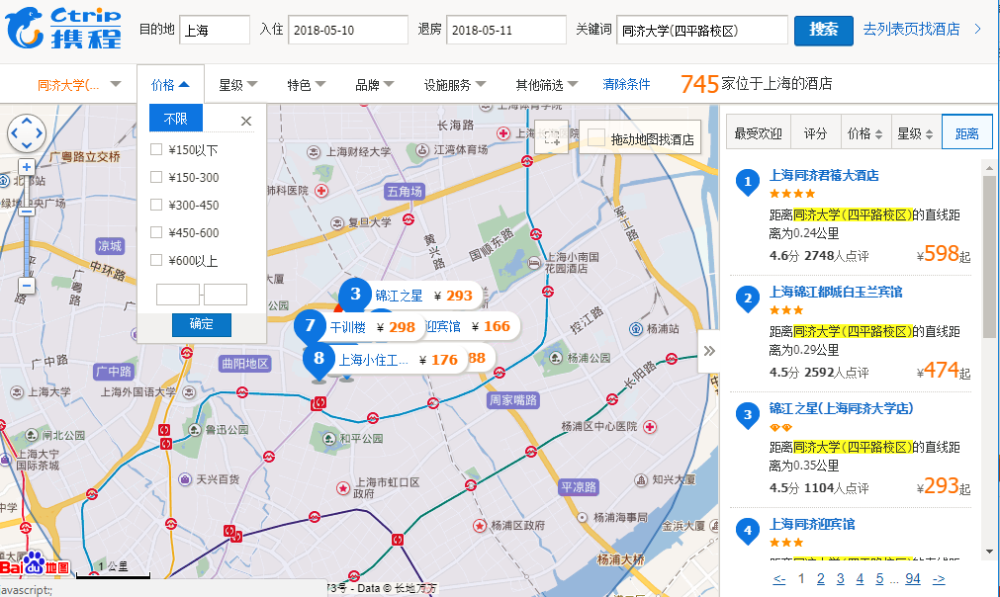 Ctrip
携程
目的地 上海 入住 2018-05-10 退房 2018-05-11 关键词 同济大学(四平路校区) 搜索 去列表页找酒店
同济大学(... 价格 星级 特色 品牌 设施服务 其他筛选 清除条件 745家位于上海的酒店
不限
¥150以下
¥150-300
¥300-450
¥450-600
¥600以上
确定
拖动地图找酒店
长海路
广粤路立交桥
上海财经大学
江湾体育场
五角场
复旦大学
黄兴路
国顺东路
军工路
上海小南国
花园酒店
凉城
中环路
广粤路
3 锦江之星 ¥ 293
7 干训楼 ¥ 298
迎宾馆 ¥ 166
8 上海小住工... ¥ 176
88
控江路
杨浦站
杨浦公园
长阳路
曲阳地区
广中路
上海大学
上海外国语大学
周家嘴路
鲁迅公园
和平公园
杨浦区中心医院
闸北公园
上海大宁
国际茶城
天兴百货
上海市虹口区
政府
平凉路
知兴大厦
杨浦区政府
杨浦海事局
金浜大厦
杨浦大桥
Bai du 地图
1 公里
javascript:;
73号 - Data © 长地万方
最受欢迎 评分 价格 星级 距离
1 上海同济君禧大酒店
距离同济大学(四平路校区)的直线距
离为0.24公里
4.6分 2748人点评
¥598起
2 上海锦江都城白玉兰宾馆
距离同济大学(四平路校区)的直线距
离为0.29公里
4.5分 2592人点评
¥474起
3 锦江之星(上海同济大学店)
距离同济大学(四平路校区)的直线距
离为0.35公里
4.5分 1104人点评
¥293起
4 上海同济迎宾馆
<- 1 2 3 4 5 ... 94 ->